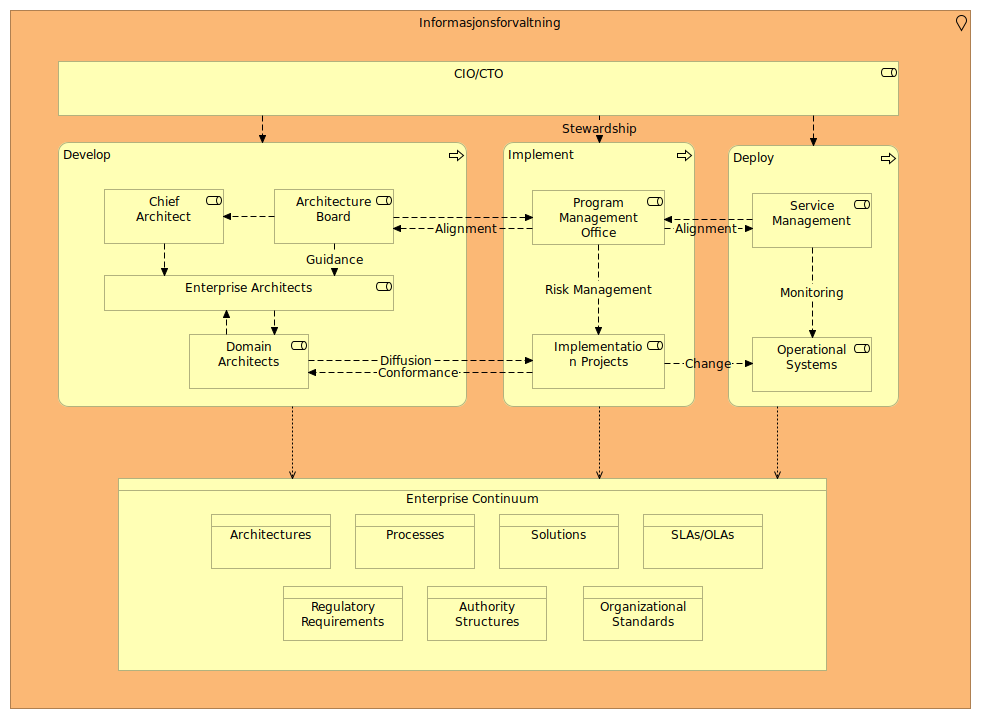 Informasjonsforvaltning
CIO/CTO
Stewardship
Develop
Implement
Deploy
Chief
Architect
Architecture
Board
Program
Management
Office
Service
Management
Alignment
Alignment
Guidance
Enterprise Architects
Risk Management
Monitoring
Domain
Architects
Implementatio
n Projects
Operational
Systems
Diffusion
Conformance
Change
Enterprise Continuum
Architectures
Processes
Solutions
SLAs/OLAs
Regulatory
Requirements
Authority
Structures
Organizational
Standards